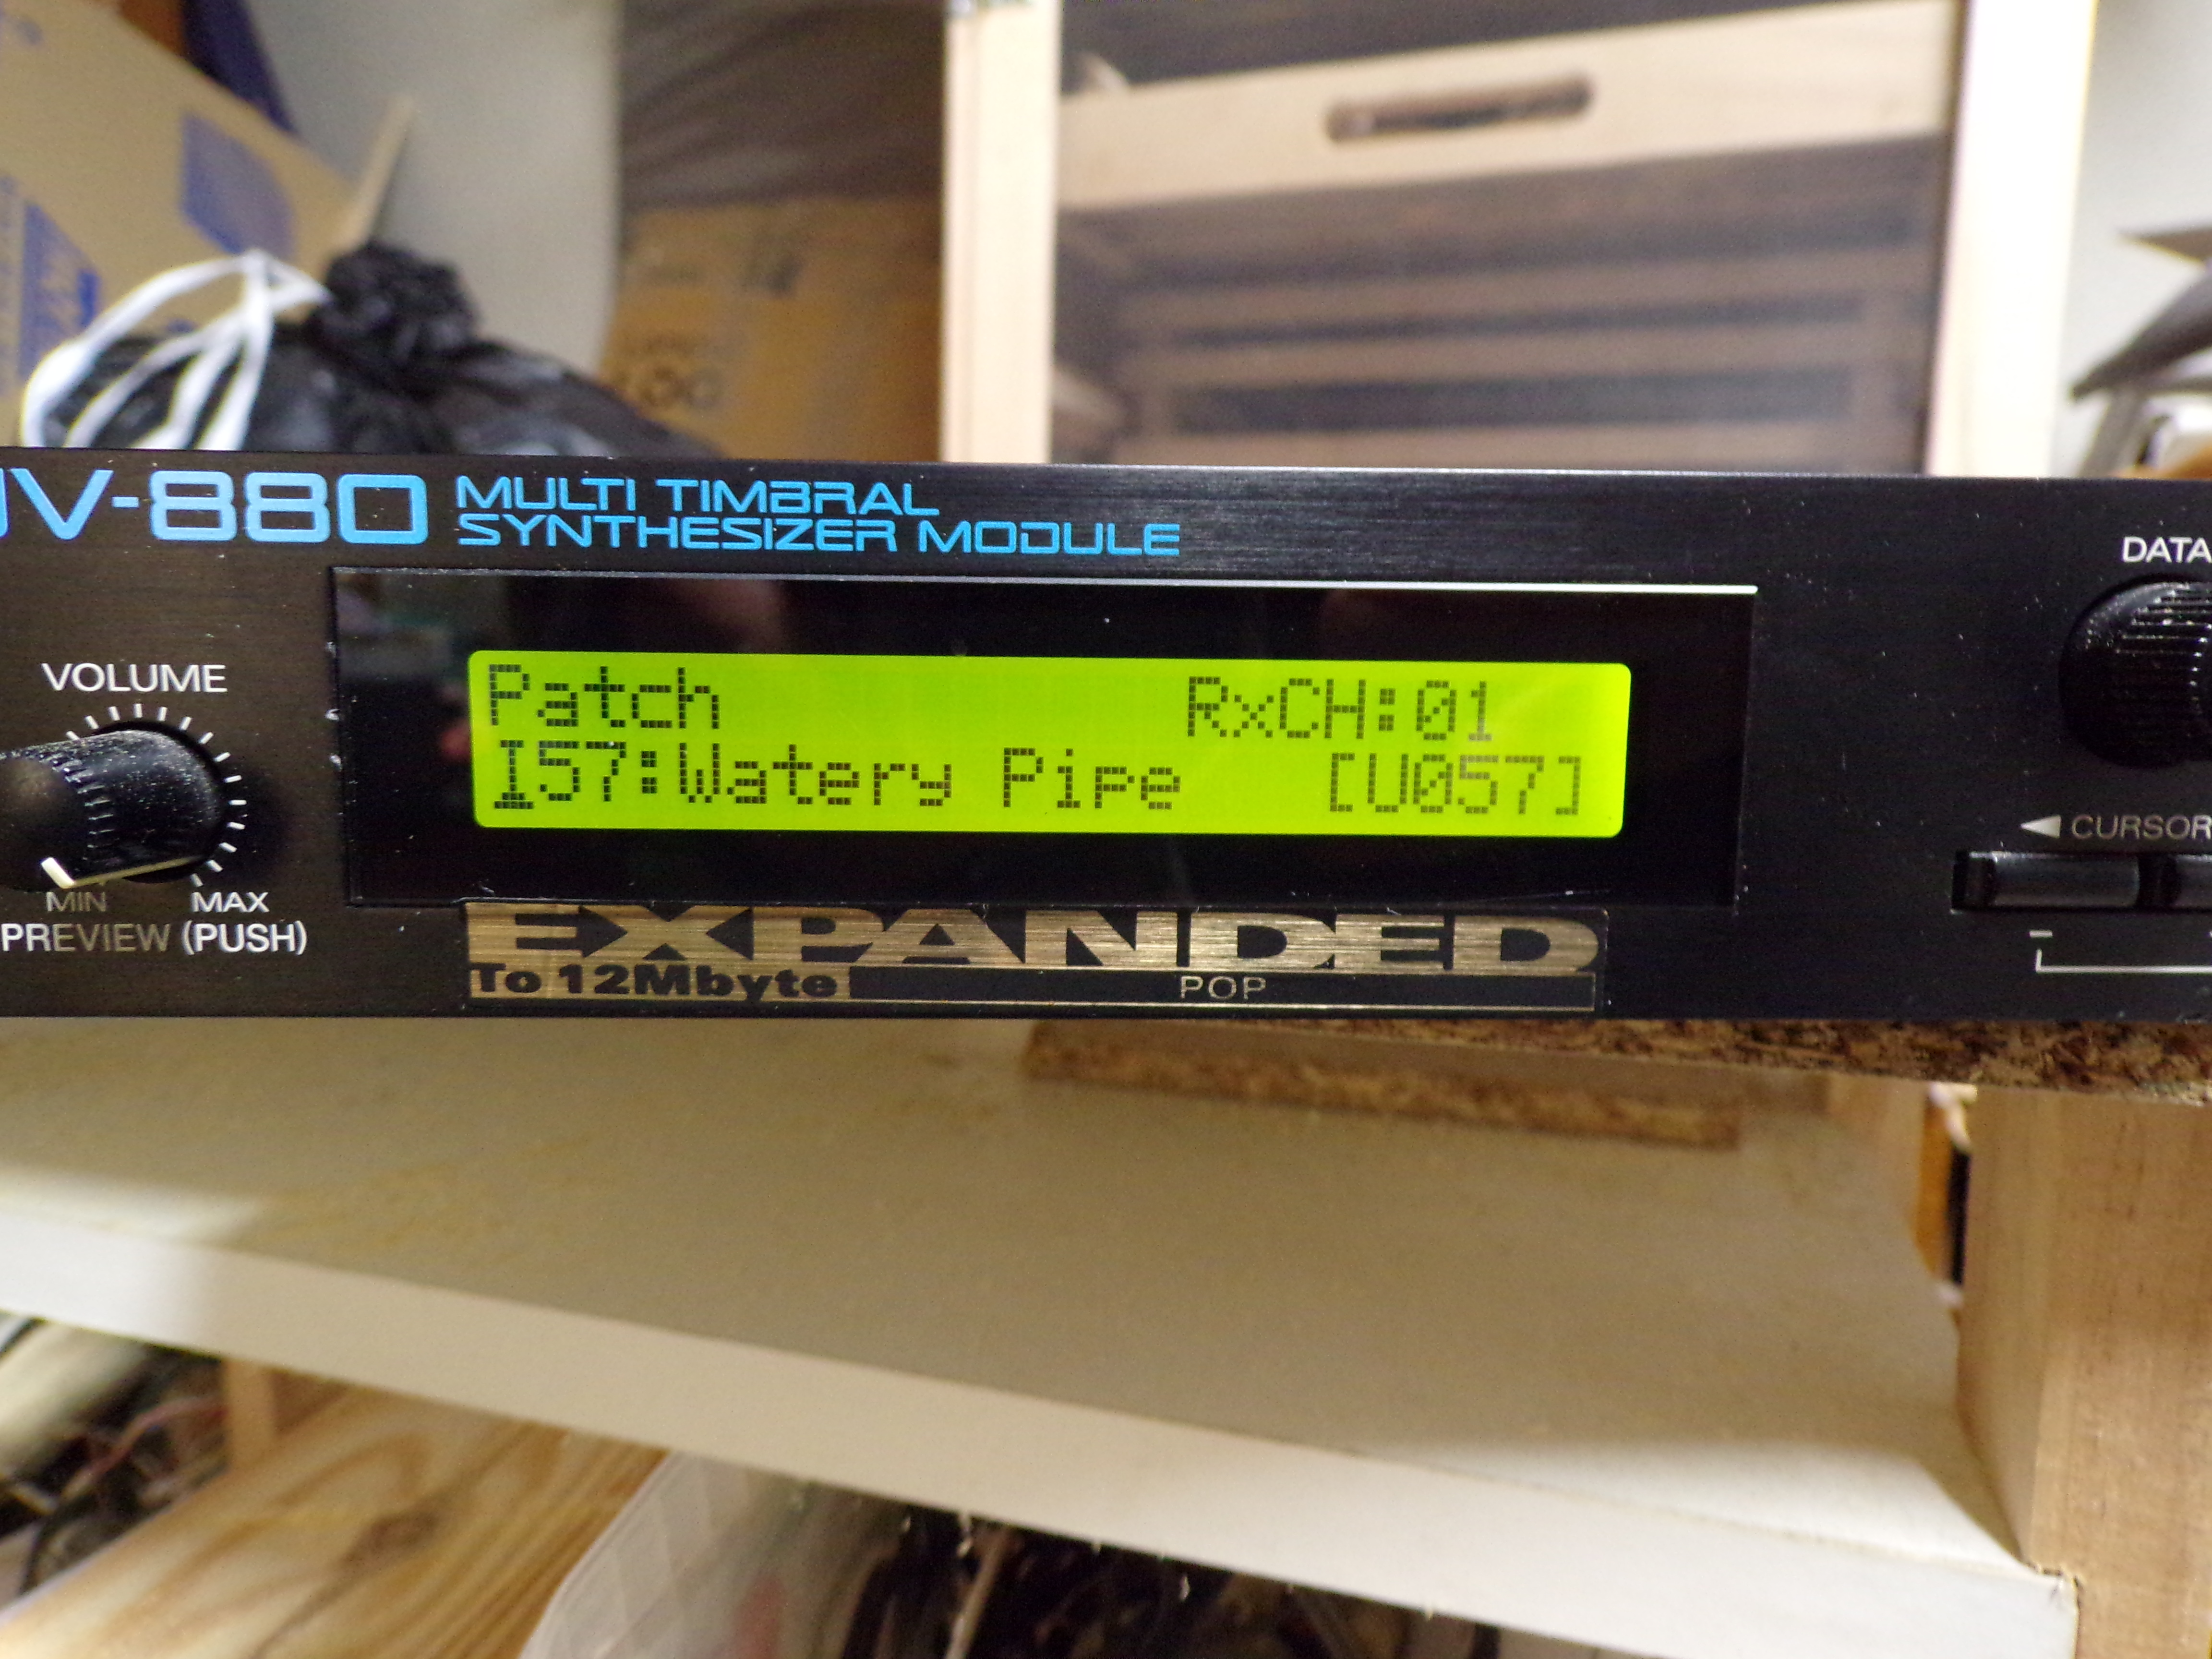 JV-880 MULTI TIMBRAL
SYNTHESIZER MODULE
DATA
VOLUME
MIN MAX
PREVIEW (PUSH)
Patch RxCH:01
I57:Watery Pipe [U057]
◀ CURSOR
EXPANDED
To 12Mbyte POP